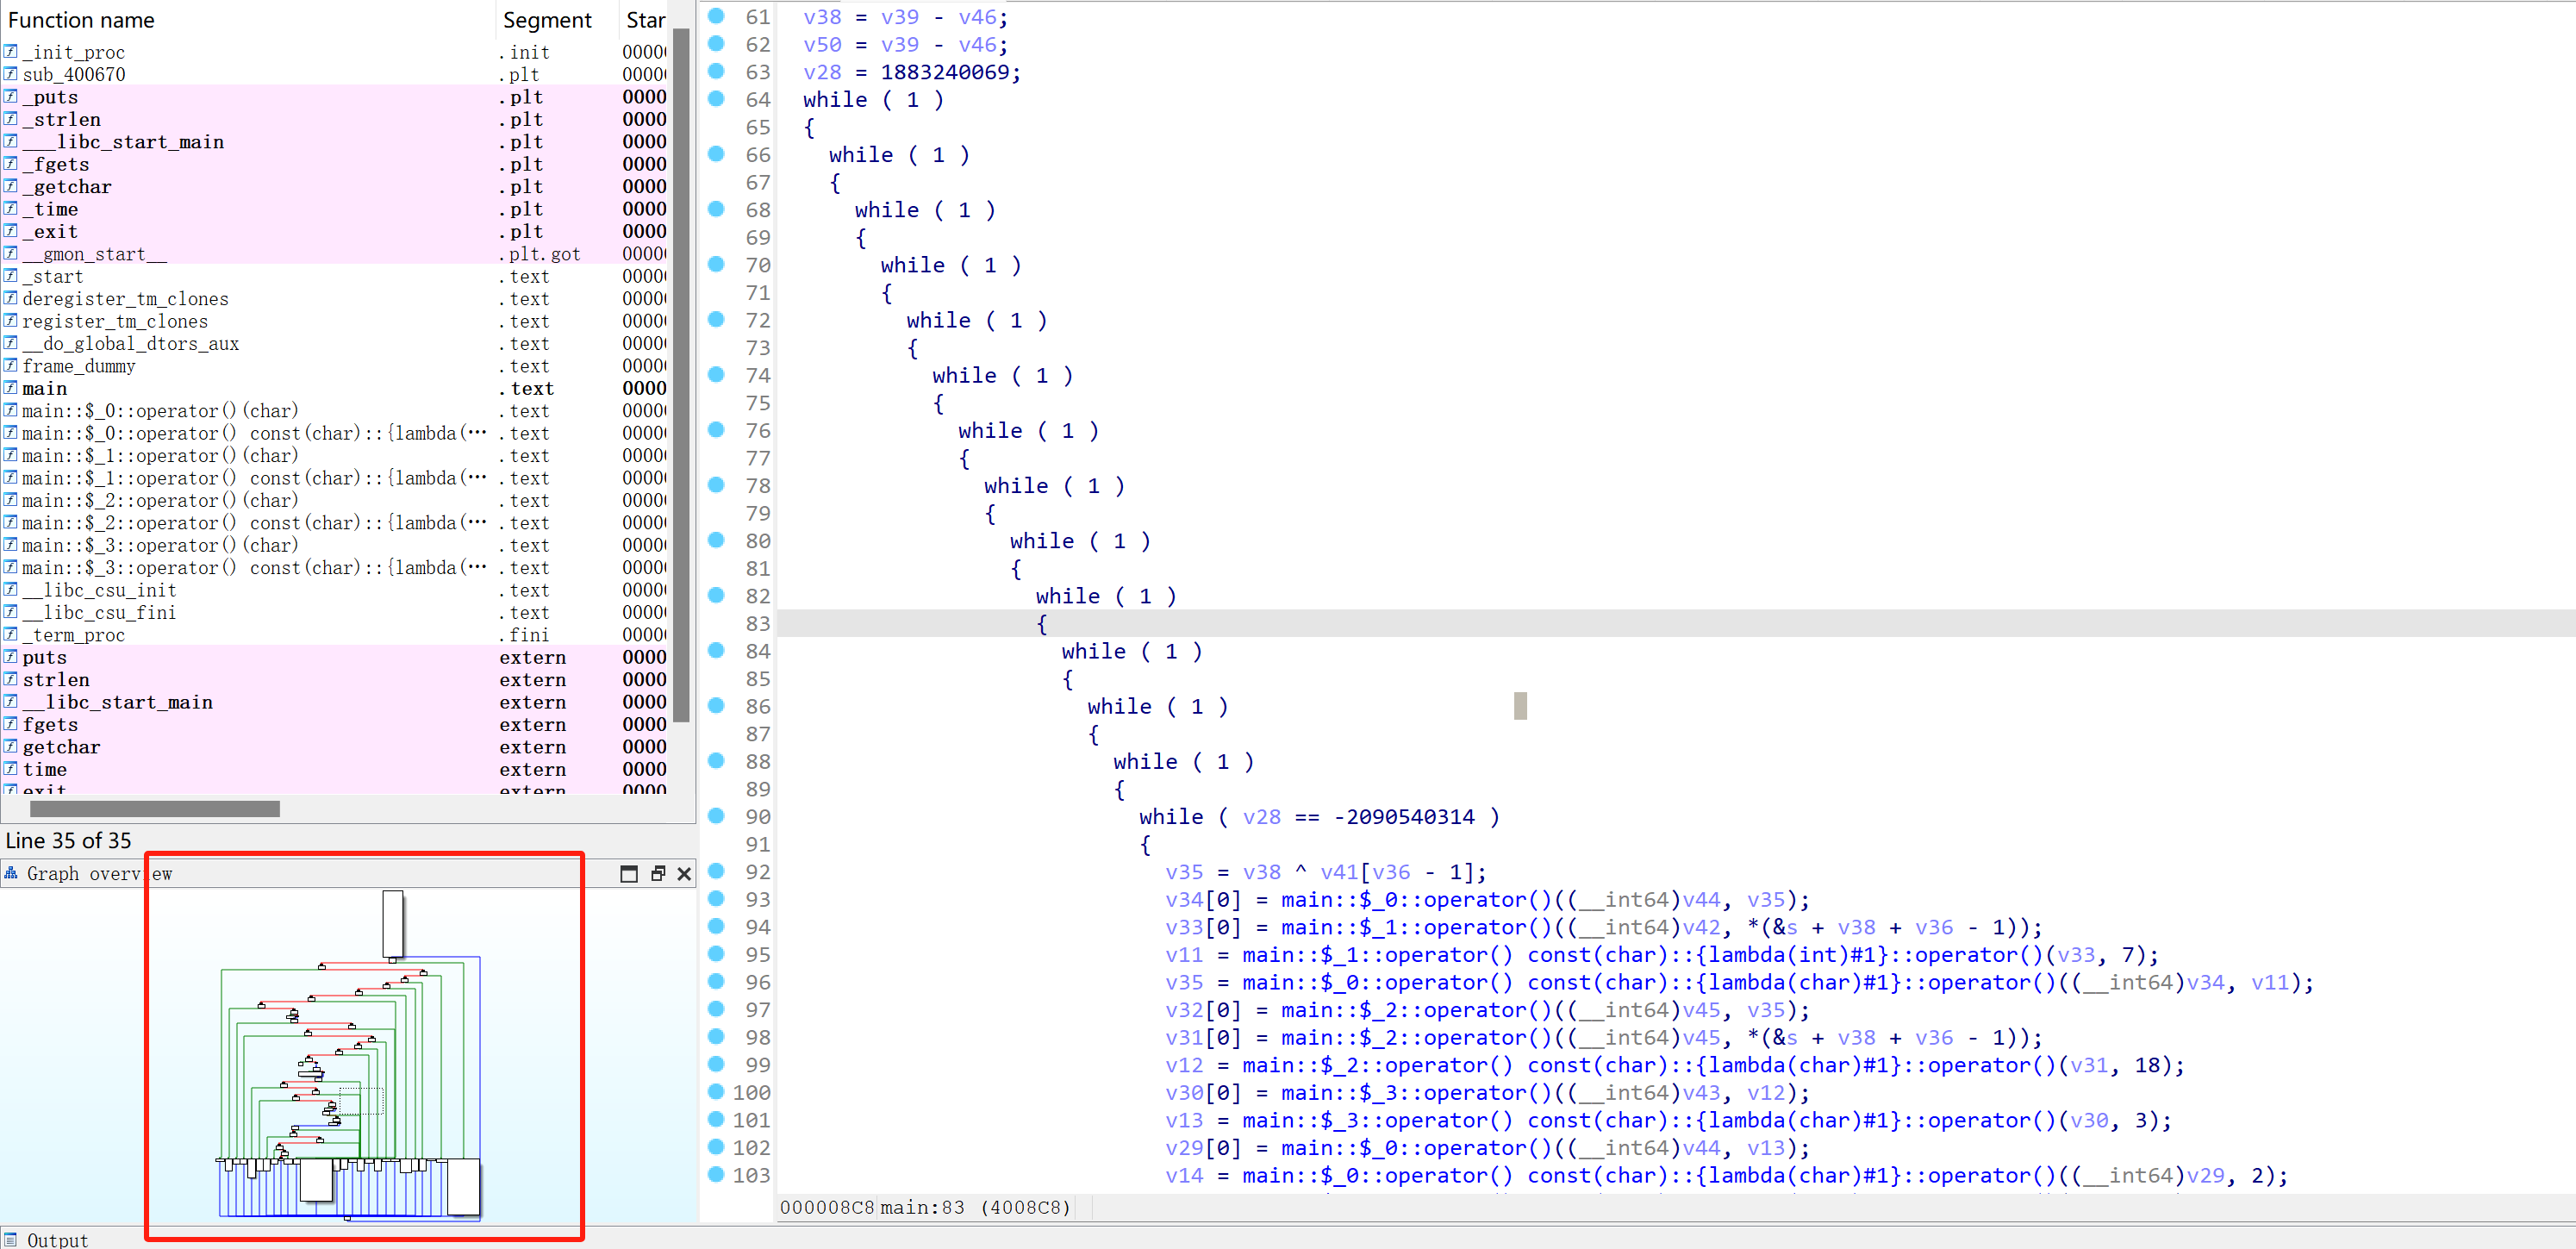 Function name Segment Star
_init_proc .init 0000
sub_400670 .plt 0000
_puts .plt 0000
_strlen .plt 0000
___libc_start_main .plt 0000
_fgets .plt 0000
_getchar .plt 0000
_time .plt 0000
_exit .plt 0000
__gmon_start__ .plt.got 0000
_start .text 0000
deregister_tm_clones .text 0000
register_tm_clones .text 0000
__do_global_dtors_aux .text 0000
frame_dummy .text 0000
main .text 0000
main::$_0::operator()(char) .text 0000
main::$_0::operator() const(char)::{lambda(… .text 0000
main::$_1::operator()(char) .text 0000
main::$_1::operator() const(char)::{lambda(… .text 0000
main::$_2::operator()(char) .text 0000
main::$_2::operator() const(char)::{lambda(… .text 0000
main::$_3::operator()(char) .text 0000
main::$_3::operator() const(char)::{lambda(… .text 0000
__libc_csu_init .text 0000
__libc_csu_fini .text 0000
_term_proc .fini 0000
puts extern 0000
strlen extern 0000
__libc_start_main extern 0000
fgets extern 0000
getchar extern 0000
time extern 0000
exit extern 0000
Line 35 of 35
Graph overview
Output
61 v38 = v39 - v46;
62 v50 = v39 - v46;
63 v28 = 1883240069;
64 while ( 1 )
65 {
66 while ( 1 )
67 {
68 while ( 1 )
69 {
70 while ( 1 )
71 {
72 while ( 1 )
73 {
74 while ( 1 )
75 {
76 while ( 1 )
77 {
78 while ( 1 )
79 {
80 while ( 1 )
81 {
82 while ( 1 )
83 {
84 while ( 1 )
85 {
86 while ( 1 )
87 {
88 while ( 1 )
89 {
90 while ( v28 == -2090540314 )
91 {
92 v35 = v38 ^ v41[v36 - 1];
93 v34[0] = main::$_0::operator()((__int64)v44, v35);
94 v33[0] = main::$_1::operator()((__int64)v42, *(&s + v38 + v36 - 1));
95 v11 = main::$_1::operator() const(char)::{lambda(int)#1}::operator()(v33, 7);
96 v35 = main::$_0::operator() const(char)::{lambda(char)#1}::operator()((__int64)v34, v11);
97 v32[0] = main::$_2::operator()((__int64)v45, v35);
98 v31[0] = main::$_2::operator()((__int64)v45, *(&s + v38 + v36 - 1));
99 v12 = main::$_2::operator() const(char)::{lambda(char)#1}::operator()(v31, 18);
100 v30[0] = main::$_3::operator()((__int64)v43, v12);
101 v13 = main::$_3::operator() const(char)::{lambda(char)#1}::operator()(v30, 3);
102 v29[0] = main::$_0::operator()((__int64)v44, v13);
103 v14 = main::$_0::operator() const(char)::{lambda(char)#1}::operator()((__int64)v29, 2);
000008C8 main:83 (4008C8)